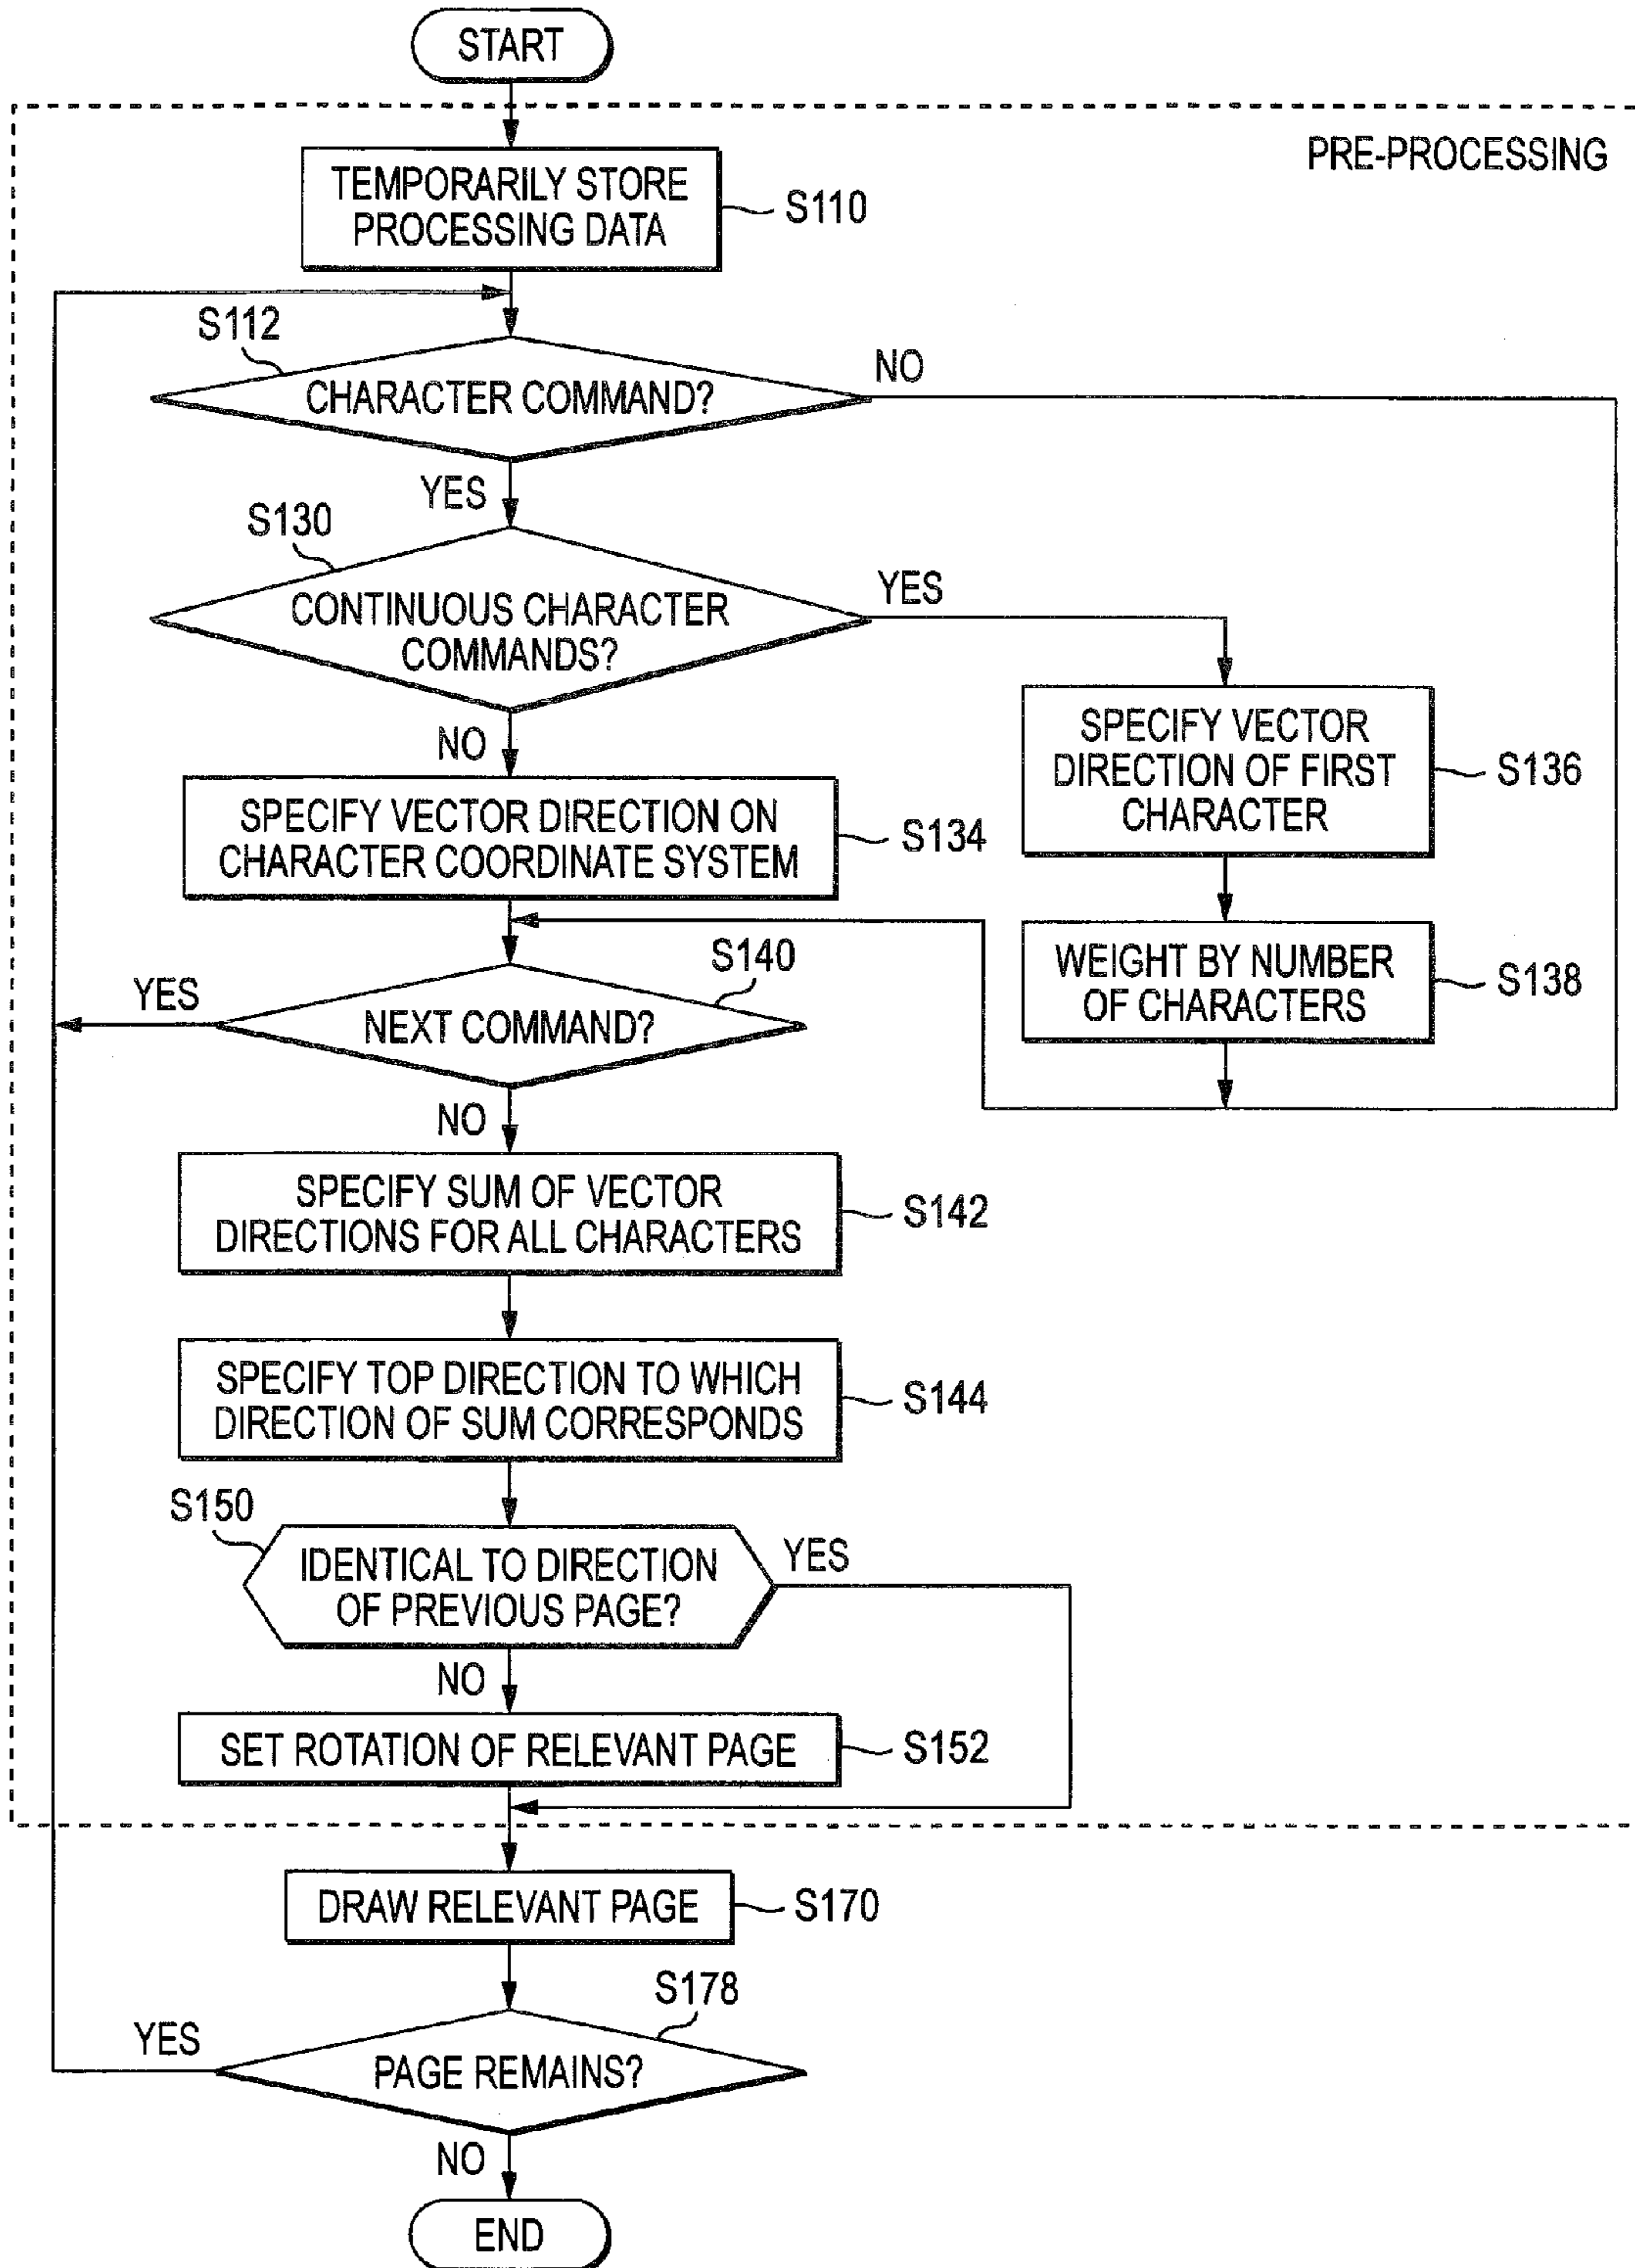 START
PRE-PROCESSING
TEMPORARILY STORE
PROCESSING DATA
S110
S112
CHARACTER COMMAND?
NO
YES
S130
CONTINUOUS CHARACTER
COMMANDS?
YES
NO
SPECIFY VECTOR
DIRECTION OF FIRST
CHARACTER
S136
SPECIFY VECTOR DIRECTION ON
CHARACTER COORDINATE SYSTEM
S134
WEIGHT BY NUMBER
OF CHARACTERS
S138
S140
YES
NEXT COMMAND?
NO
SPECIFY SUM OF VECTOR
DIRECTIONS FOR ALL CHARACTERS
S142
SPECIFY TOP DIRECTION TO WHICH
DIRECTION OF SUM CORRESPONDS
S144
S150
IDENTICAL TO DIRECTION
OF PREVIOUS PAGE?
YES
NO
SET ROTATION OF RELEVANT PAGE
S152
DRAW RELEVANT PAGE
S170
S178
YES
PAGE REMAINS?
NO
END